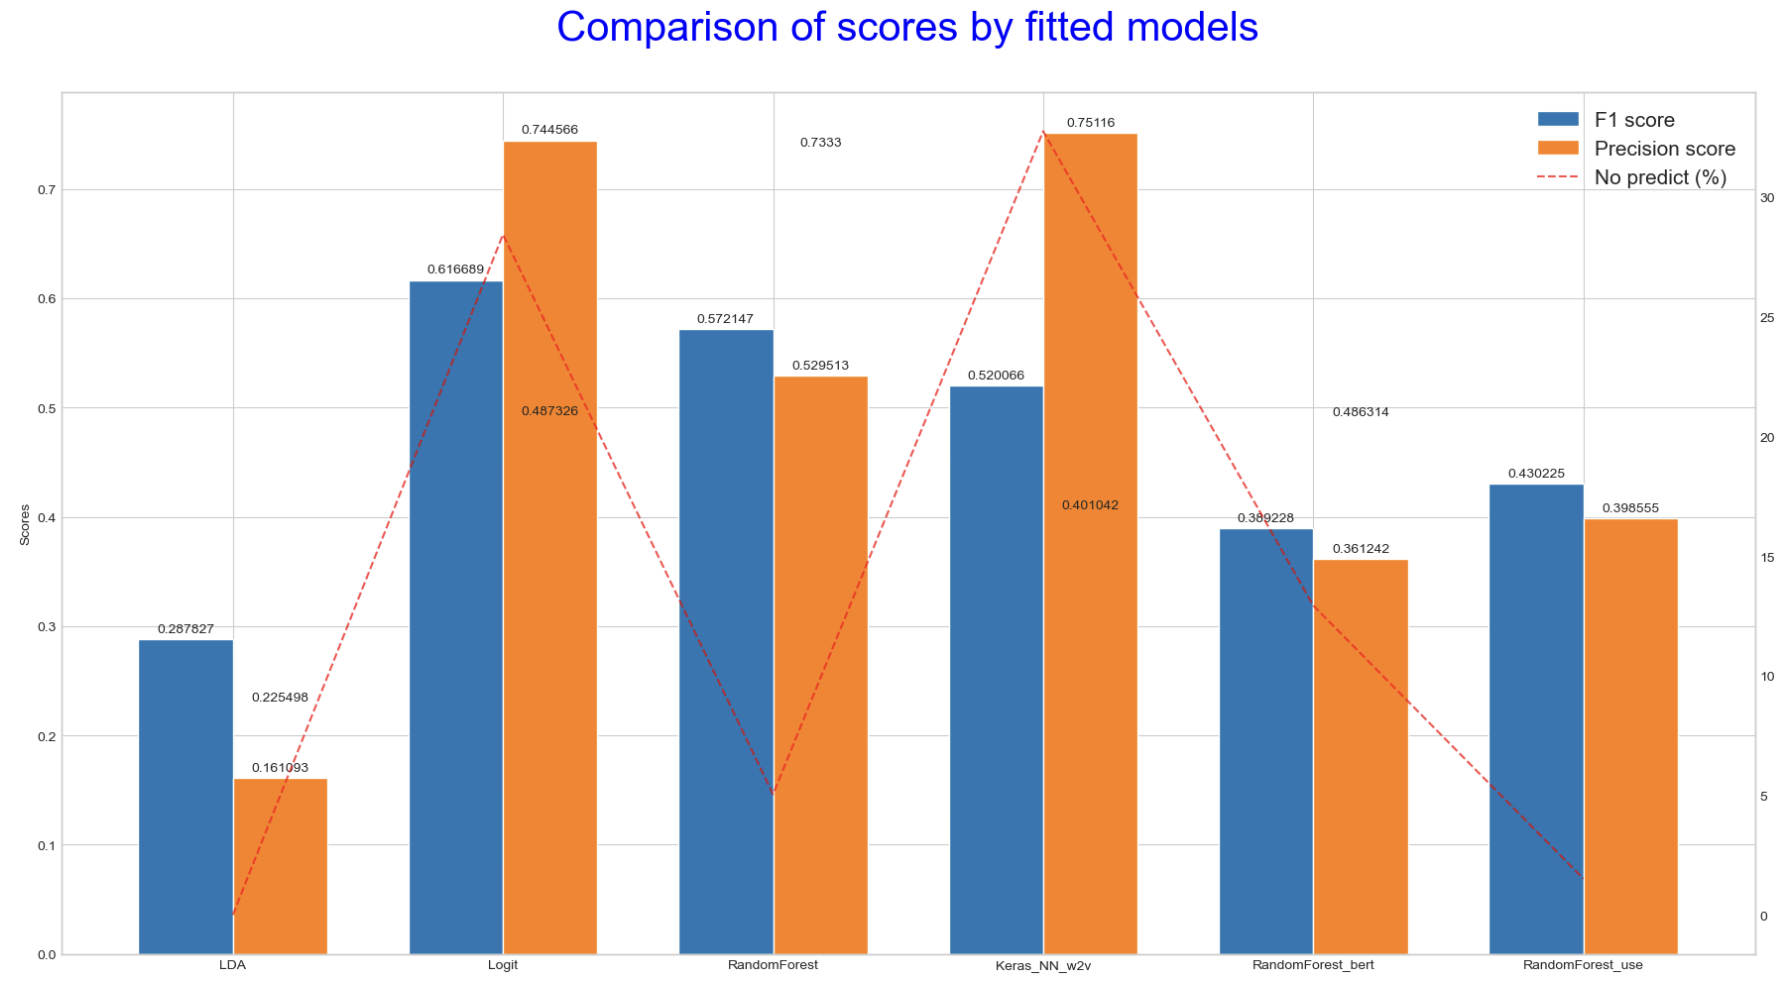 Comparison of scores by fitted models
F1 score
Precision score
No predict (%)
Scores
0.7
0.6
0.5
0.4
0.3
0.2
0.1
0.0
0.287827
0.225498
0.161093
0.616689
0.744566
0.487326
0.572147
0.7333
0.529513
0.520066
0.75116
0.401042
0.389228
0.486314
0.361242
0.430225
0.398555
30
25
20
15
10
5
0
LDA
Logit
RandomForest
Keras_NN_w2v
RandomForest_bert
RandomForest_use